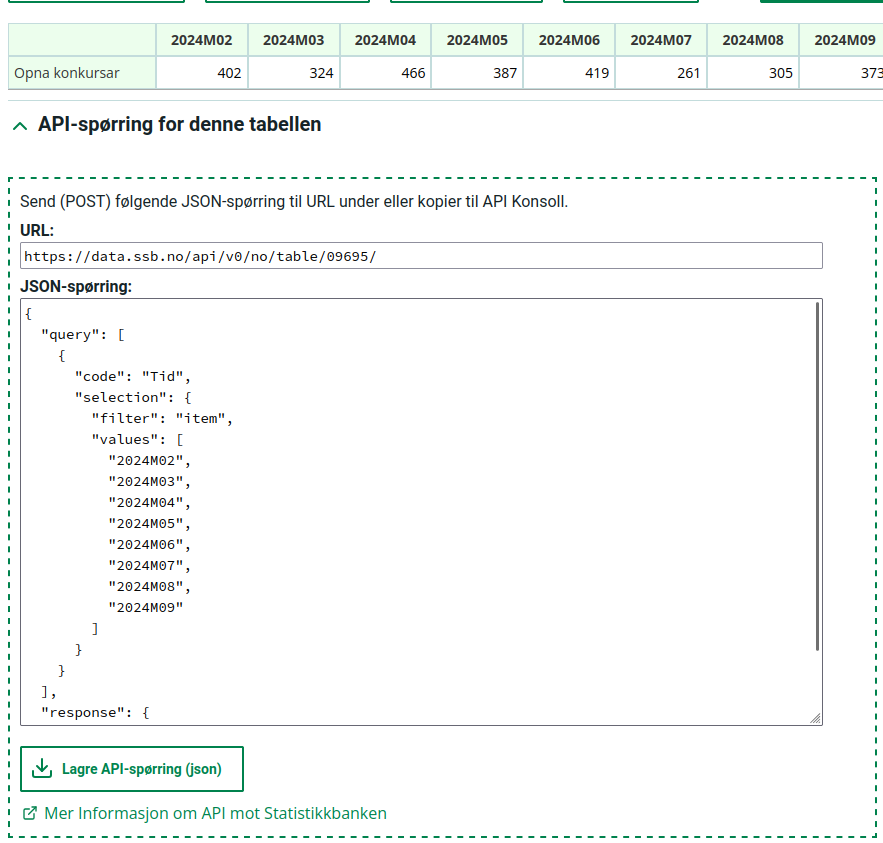 2024M02 2024M03 2024M04 2024M05 2024M06 2024M07 2024M08 2024M09
Opna konkursar 402 324 466 387 419 261 305 373
API-spørring for denne tabellen
Send (POST) følgende JSON-spørring til URL under eller kopier til API Konsoll.
URL:
https://data.ssb.no/api/v0/no/table/09695/
JSON-spørring:
{
  "query": [
    {
      "code": "Tid",
      "selection": {
        "filter": "item",
        "values": [
          "2024M02",
          "2024M03",
          "2024M04",
          "2024M05",
          "2024M06",
          "2024M07",
          "2024M08",
          "2024M09"
        ]
      }
    }
  ],
  "response": {
Lagre API-spørring (json)
Mer Informasjon om API mot Statistikkbanken